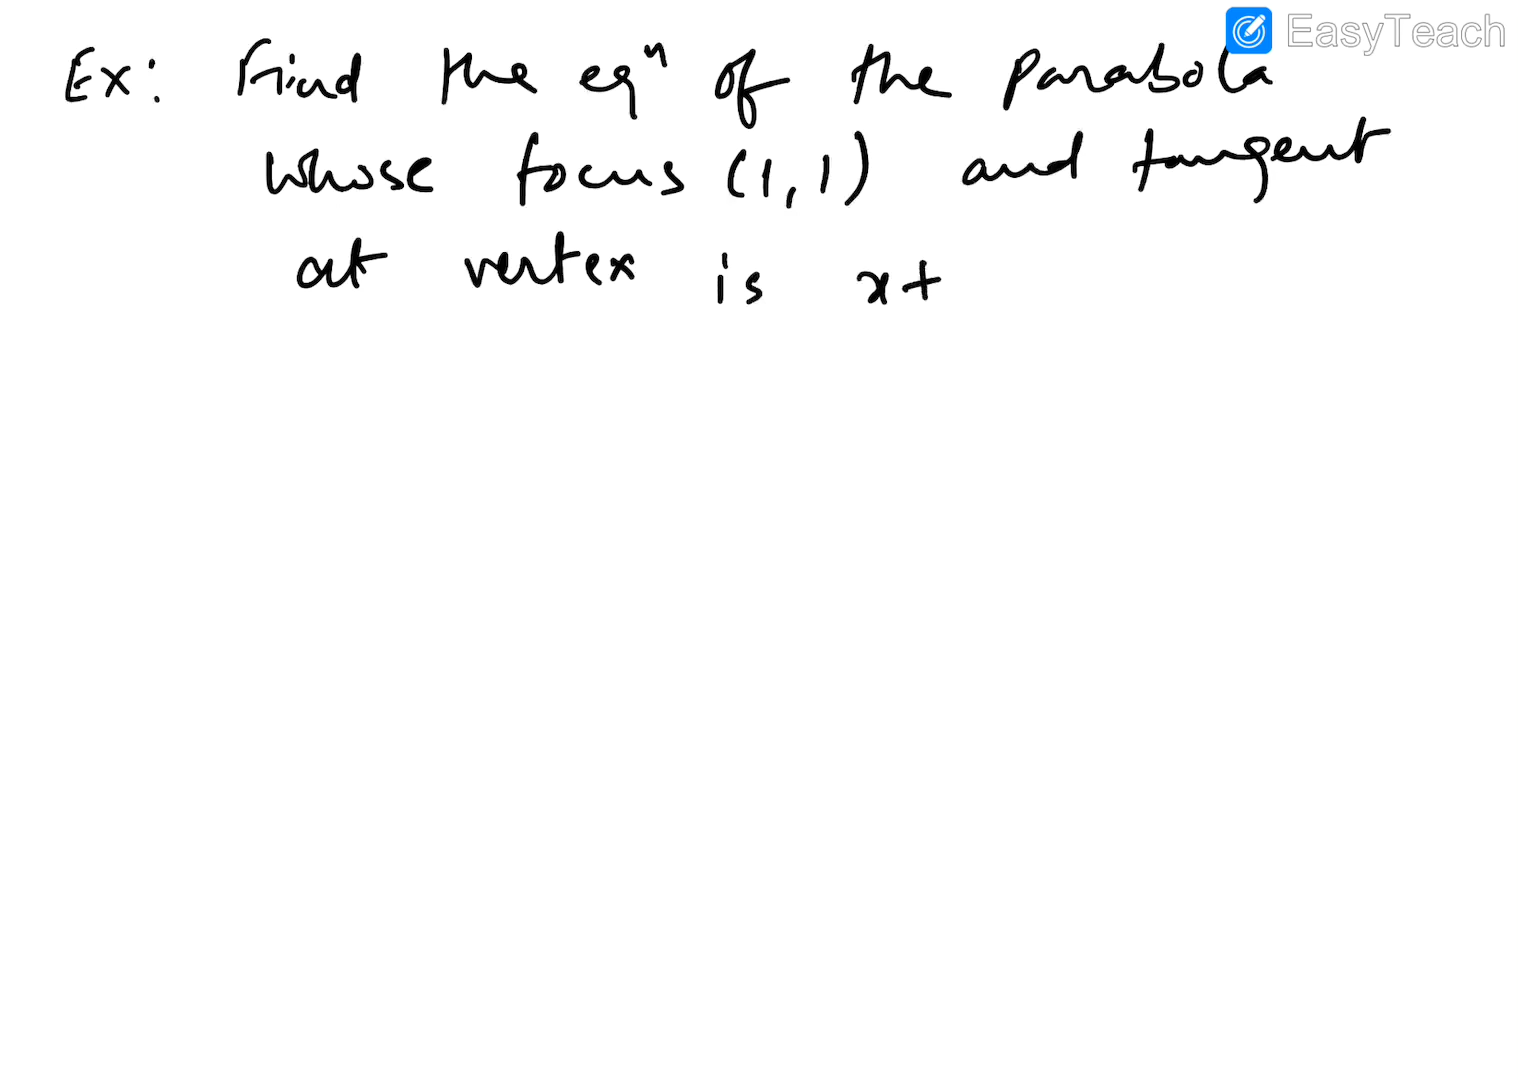 EasyTeach
Ex: Find the eqⁿ of the parabola
whose focus (1,1) and tangent
at vertex is x+